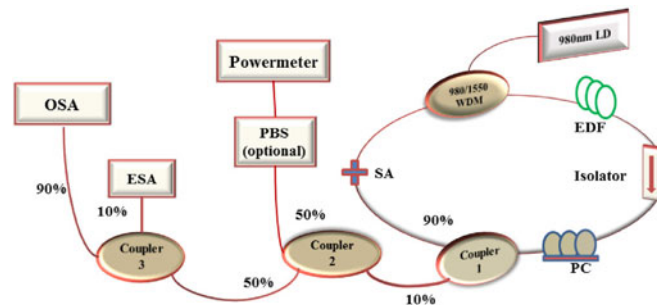 980nm LD
Powermeter
980/1550
WDM
OSA
EDF
PBS
(optional)
ESA
SA
Isolator
90%
10%
50%
90%
Coupler
3
Coupler
2
Coupler
1
PC
50%
10%